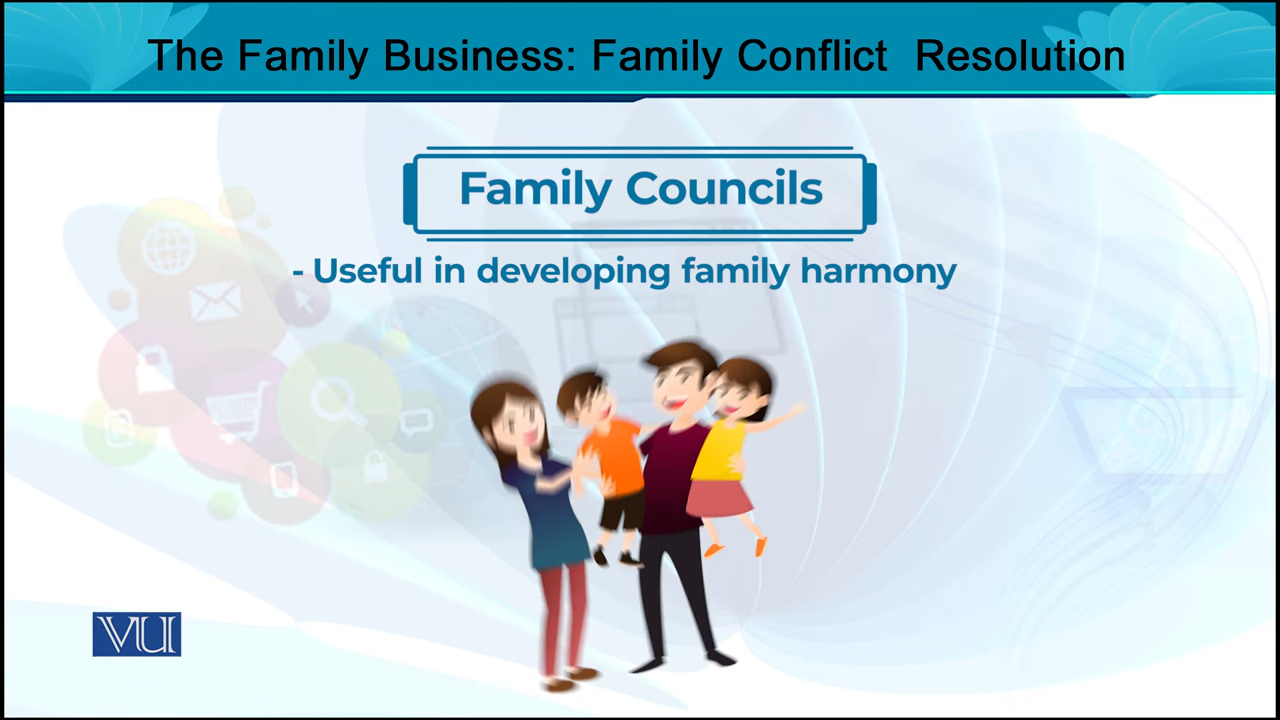 The Family Business: Family Conflict Resolution
Family Councils
- Useful in developing family harmony
VU